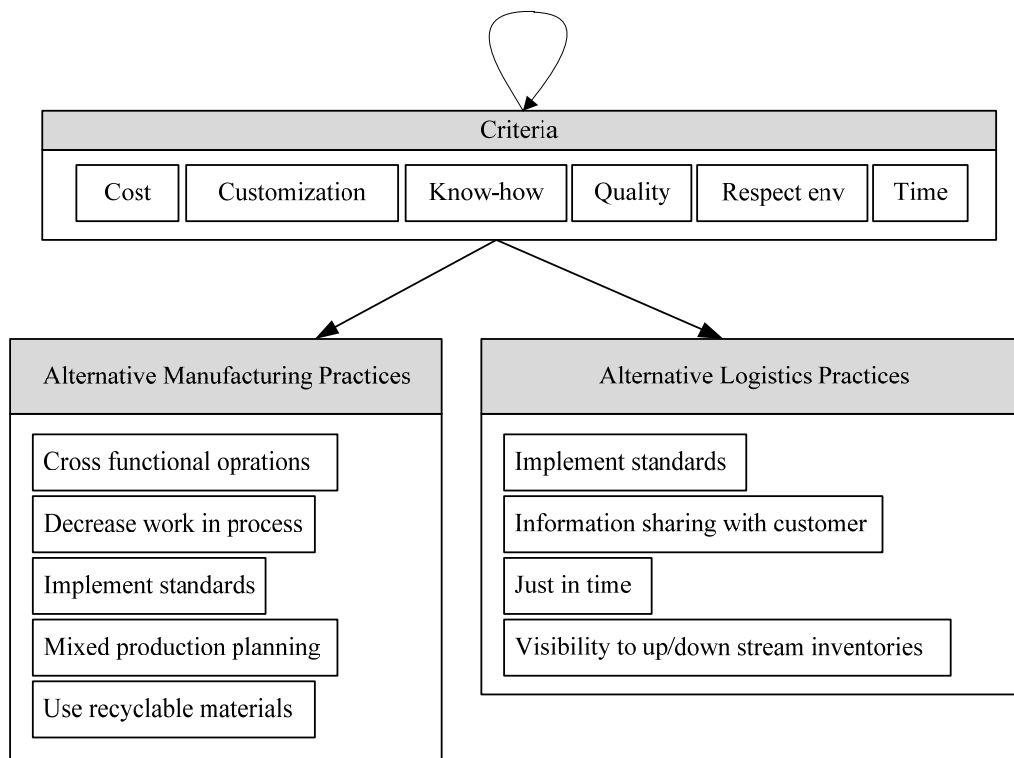 Criteria
Cost
Customization
Know-how
Quality
Respect env
Time
Alternative Manufacturing Practices
Cross functional oprations
Decrease work in process
Implement standards
Mixed production planning
Use recyclable materials
Alternative Logistics Practices
Implement standards
Information sharing with customer
Just in time
Visibility to up/down stream inventories